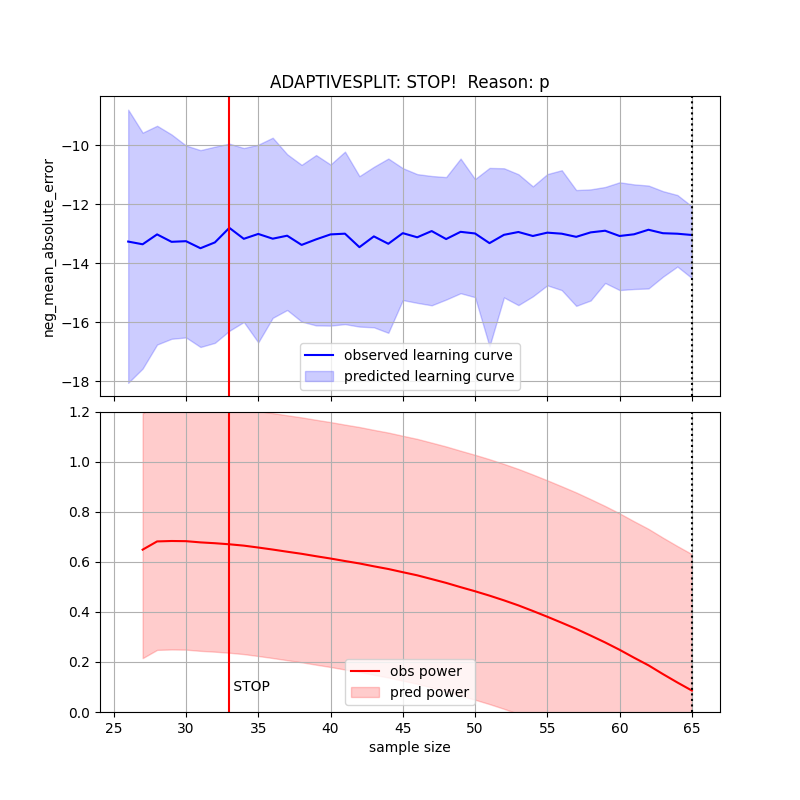 ADAPTIVESPLIT: STOP!  Reason: p
neg_mean_absolute_error
−10
−12
−14
−16
−18
observed learning curve
predicted learning curve
1.2
1.0
0.8
0.6
0.4
0.2
0.0
STOP
obs power
pred power
25 30 35 40 45 50 55 60 65
sample size